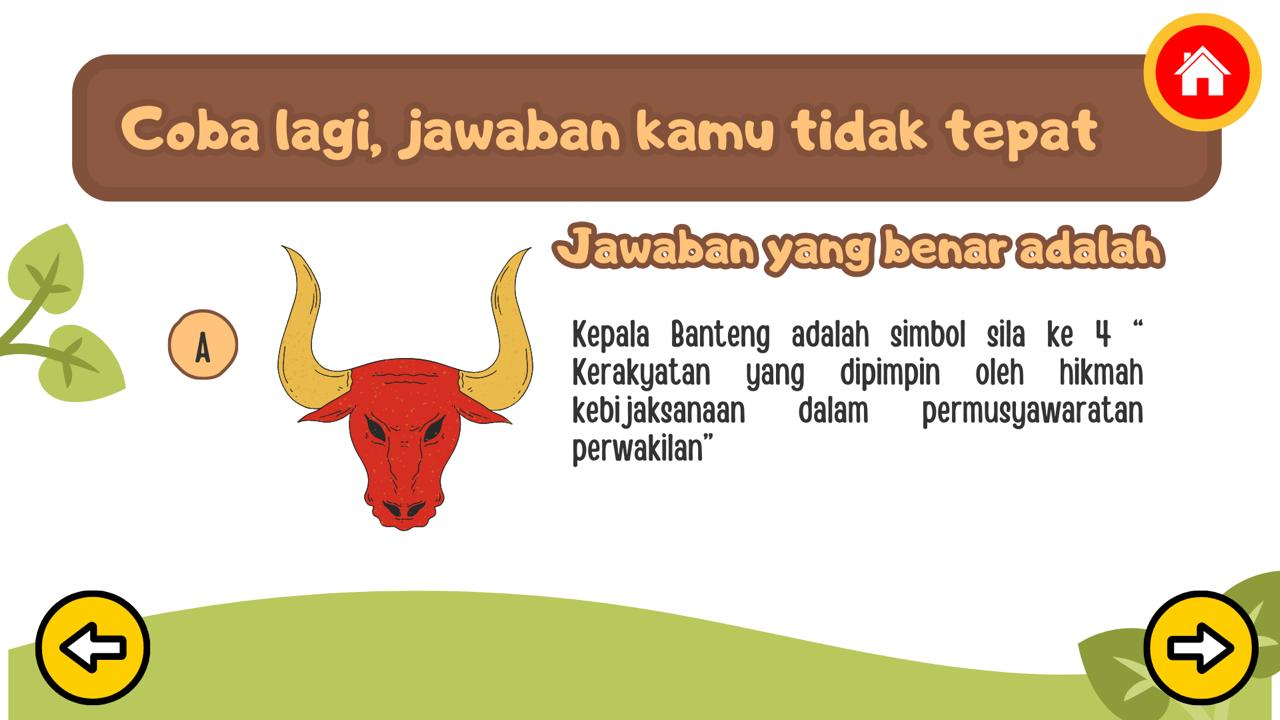 Coba lagi, jawaban kamu tidak tepat
Jawaban yang benar adalah
A
Kepala Banteng adalah simbol sila ke 4 “
Kerakyatan yang dipimpin oleh hikmah
kebijaksanaan dalam permusyawaratan
perwakilan”